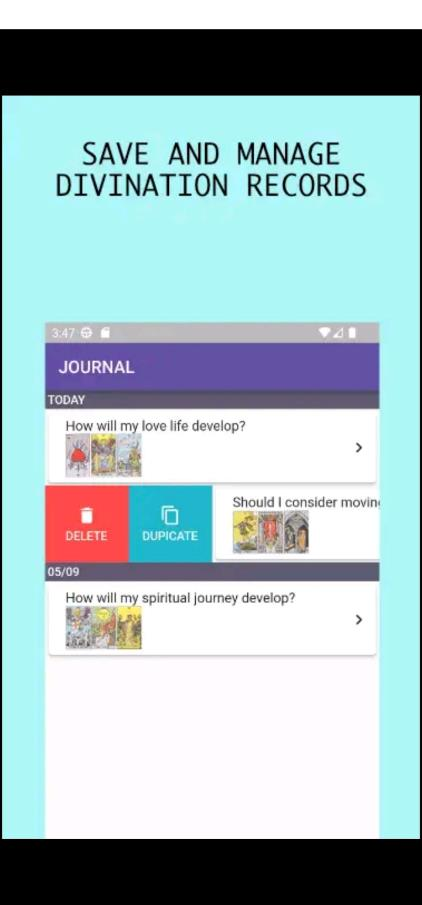 SAVE AND MANAGE
DIVINATION RECORDS
3:47
JOURNAL
TODAY
How will my love life develop?
Should I consider moving
DELETE
DUPICATE
05/09
How will my spiritual journey develop?